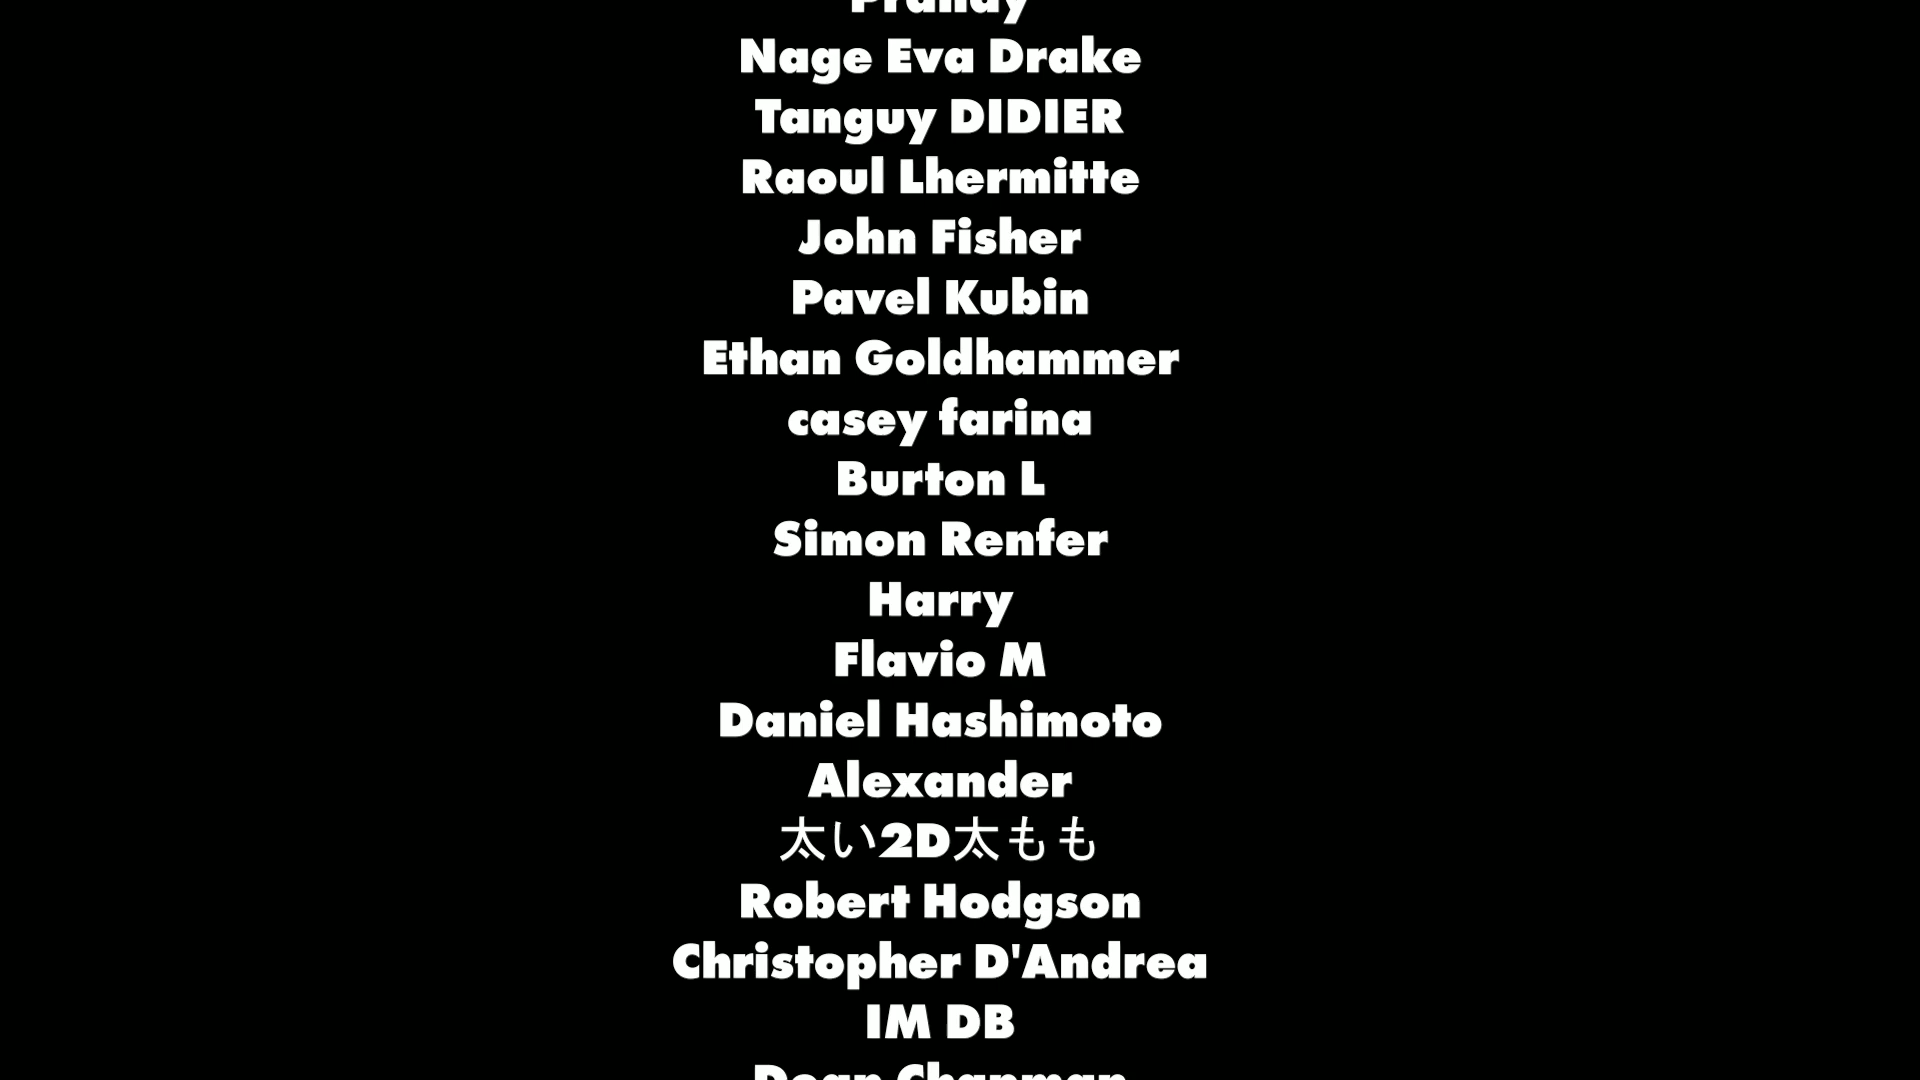 Nage Eva Drake
Tanguy DIDIER
Raoul Lhermitte
John Fisher
Pavel Kubin
Ethan Goldhammer
casey farina
Burton L
Simon Renfer
Harry
Flavio M
Daniel Hashimoto
Alexander
太い2D太もも
Robert Hodgson
Christopher D'Andrea
IM DB